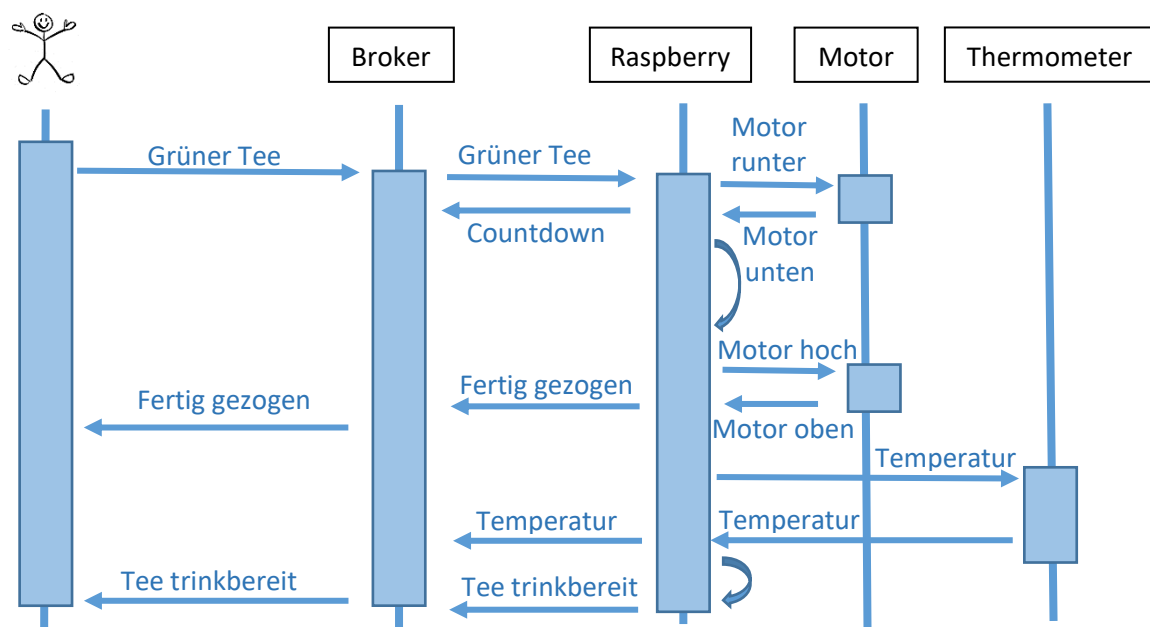 Broker
Raspberry
Motor
Thermometer
Grüner Tee
Grüner Tee
Motor
runter
Countdown
Motor
unten
Motor hoch
Fertig gezogen
Fertig gezogen
Motor oben
Temperatur
Temperatur
Temperatur
Tee trinkbereit
Tee trinkbereit